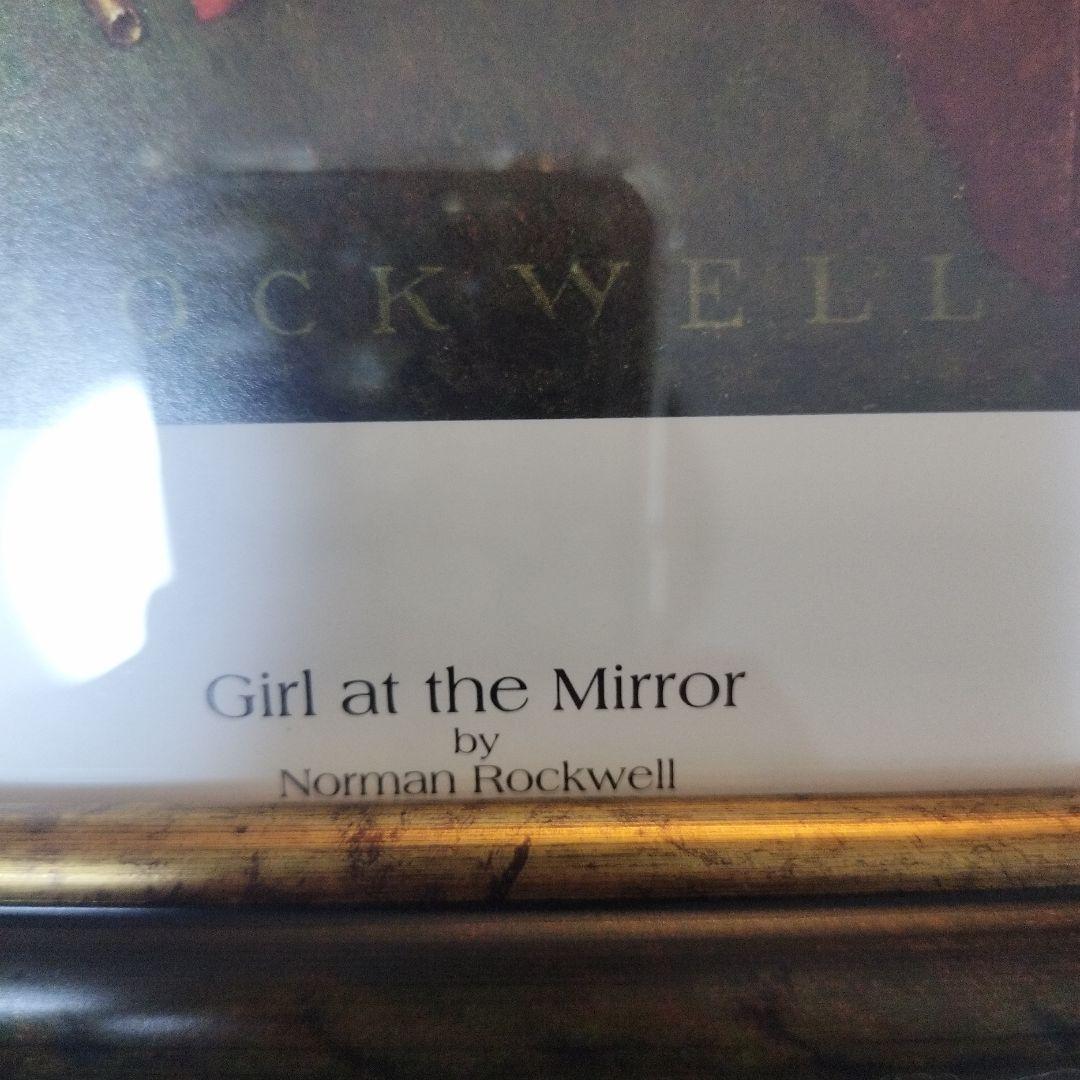 OCKWELL
Girl at the Mirror
by
Norman Rockwell